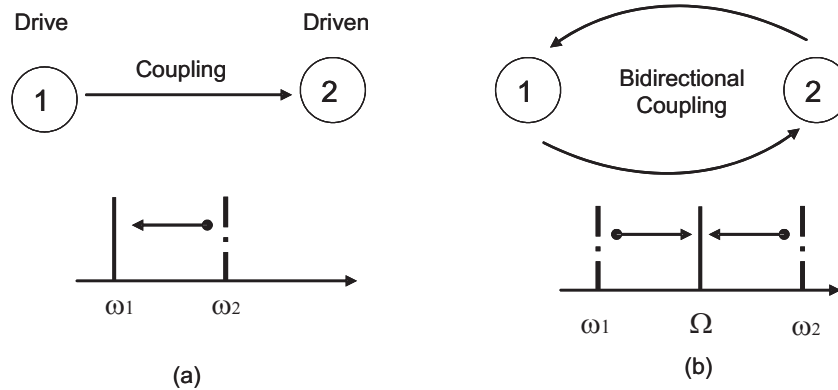 Drive
Driven
1
Coupling
2
ω1
ω2
(a)
1
Bidirectional
Coupling
2
ω1
Ω
ω2
(b)